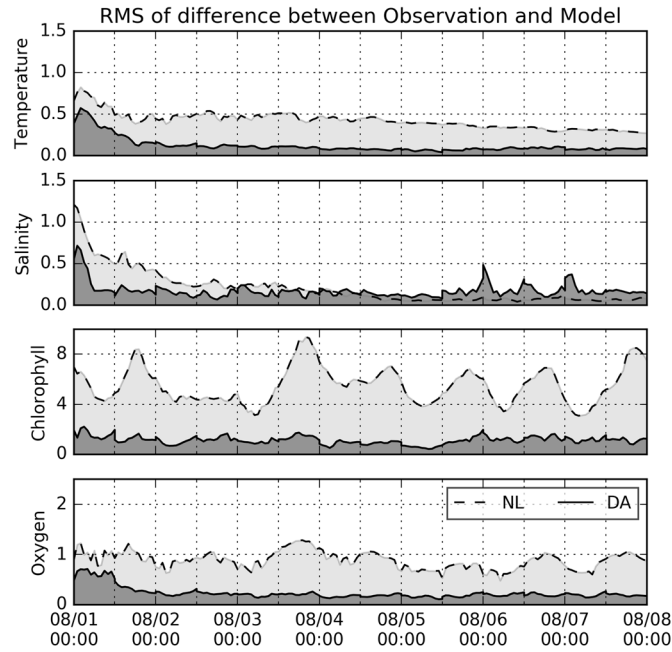 RMS of difference between Observation and Model
Temperature
1.5
1.0
0.5
0.0
Salinity
1.5
1.0
0.5
0.0
Chlorophyll
8
4
0
Oxygen
2
1
0
NL DA
08/01 08/02 08/03 08/04 08/05 08/06 08/07 08/08
00:00 00:00 00:00 00:00 00:00 00:00 00:00 00:00